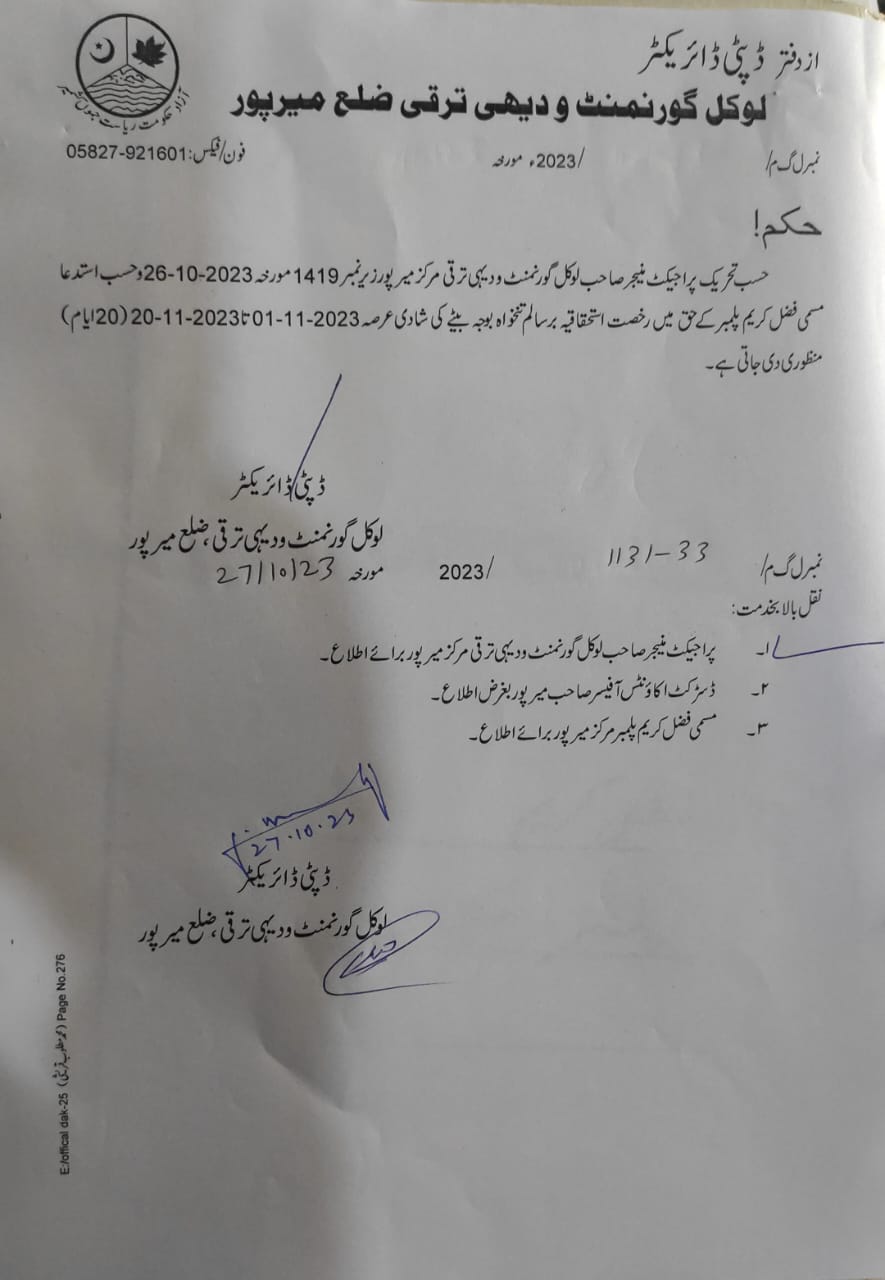 از دفتر ڈپٹی ڈائریکٹر
لوکل گورنمنٹ و دیہی ترقی ضلع میرپور
آزاد حکومت ریاست جموں کشمیر
فون/فیکس: 05827-921601
نمبر ل گ م/ /2023ء مورخہ
حکم!
حسب تحریک پراجیکٹ منیجر صاحب لوکل گورنمنٹ و دیہی ترقی مرکز میرپور زیر نمبر 1419 مورخہ 26-10-2023 و حسب استدعا
مسمی فضل کریم پلمبر کے حق میں رخصت استحقاقیہ برسالم تنخواہ بوجہ بیٹے کی شادی عرصہ 01-11-2023 تا 20-11-2023 (20 ایام)
منظوری دی جاتی ہے۔
ڈپٹی ڈائریکٹر
لوکل گورنمنٹ و دیہی ترقی، ضلع میرپور
نمبر ل گ م/ 1131-33 /2023 مورخہ 27/10/23
نقل بالا بخدمت:
۱۔ پراجیکٹ منیجر صاحب لوکل گورنمنٹ و دیہی ترقی مرکز میرپور برائے اطلاع۔
۲۔ ڈسٹرکٹ اکاؤنٹس آفیسر صاحب میرپور بغرض اطلاع۔
۳۔ مسمی فضل کریم پلمبر مرکز میرپور برائے اطلاع۔
27.10.23
ڈپٹی ڈائریکٹر
لوکل گورنمنٹ و دیہی ترقی، ضلع میرپور
E:/offical dak-25 (محمد مطلوب قریشی) Page No.276